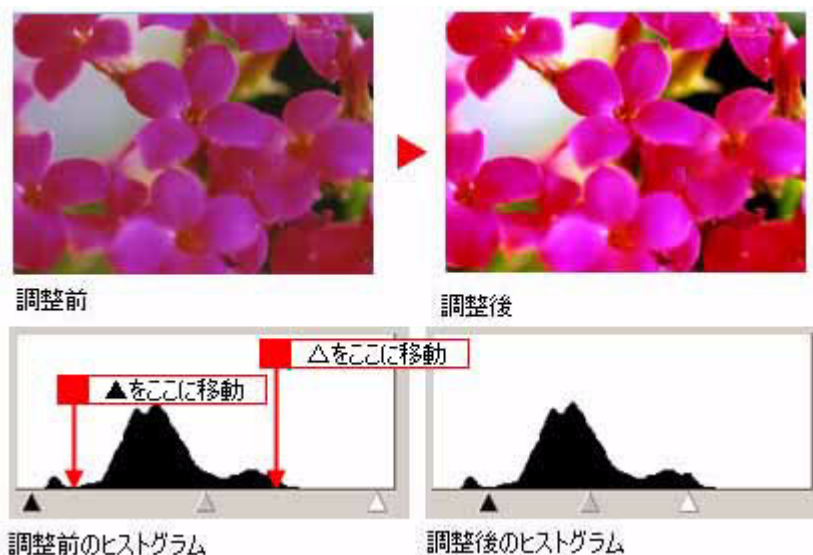 調整前
調整後
△をここに移動
▲をここに移動
調整前のヒストグラム
調整後のヒストグラム